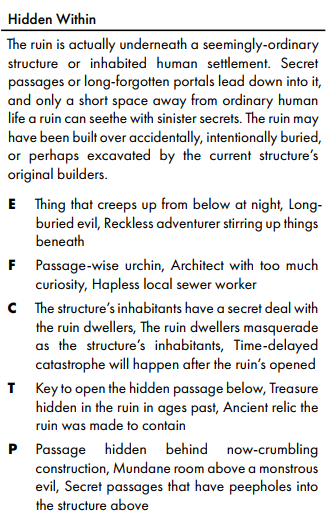 Hidden Within
The ruin is actually underneath a seemingly-ordinary
structure or inhabited human settlement. Secret
passages or long-forgotten portals lead down into it,
and only a short space away from ordinary human
life a ruin can seethe with sinister secrets. The ruin may
have been built over accidentally, intentionally buried,
or perhaps excavated by the current structure's
original builders.
E Thing that creeps up from below at night, Long-
buried evil, Reckless adventurer stirring up things
beneath
F Passage-wise urchin, Architect with too much
curiosity, Hapless local sewer worker
C The structure's inhabitants have a secret deal with
the ruin dwellers, The ruin dwellers masquerade
as the structure's inhabitants, Time-delayed
catastrophe will happen after the ruin's opened
T Key to open the hidden passage below, Treasure
hidden in the ruin in ages past, Ancient relic the
ruin was made to contain
P Passage hidden behind now-crumbling
construction, Mundane room above a monstrous
evil, Secret passages that have peepholes into
the structure above